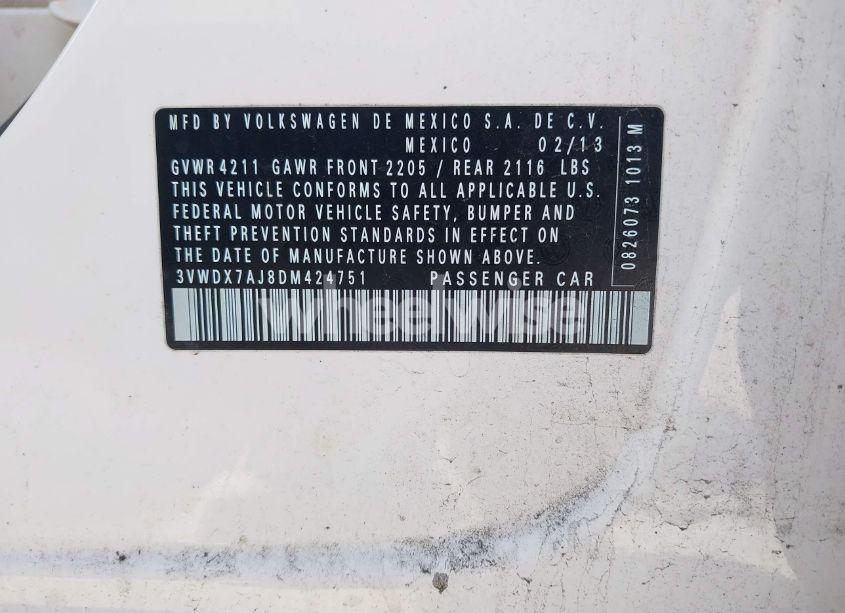 MFD BY VOLKSWAGEN DE MEXICO S.A. DE C.V.
MEXICO 02/13
GVWR 4211 GAWR FRONT 2205 / REAR 2116 LBS
THIS VEHICLE CONFORMS TO ALL APPLICABLE U.S.
FEDERAL MOTOR VEHICLE SAFETY, BUMPER AND
THEFT PREVENTION STANDARDS IN EFFECT ON
THE DATE OF MANUFACTURE SHOWN ABOVE.
3VWDX7AJ8DM424751 PASSENGER CAR
0826073 1013 M
wheelwise